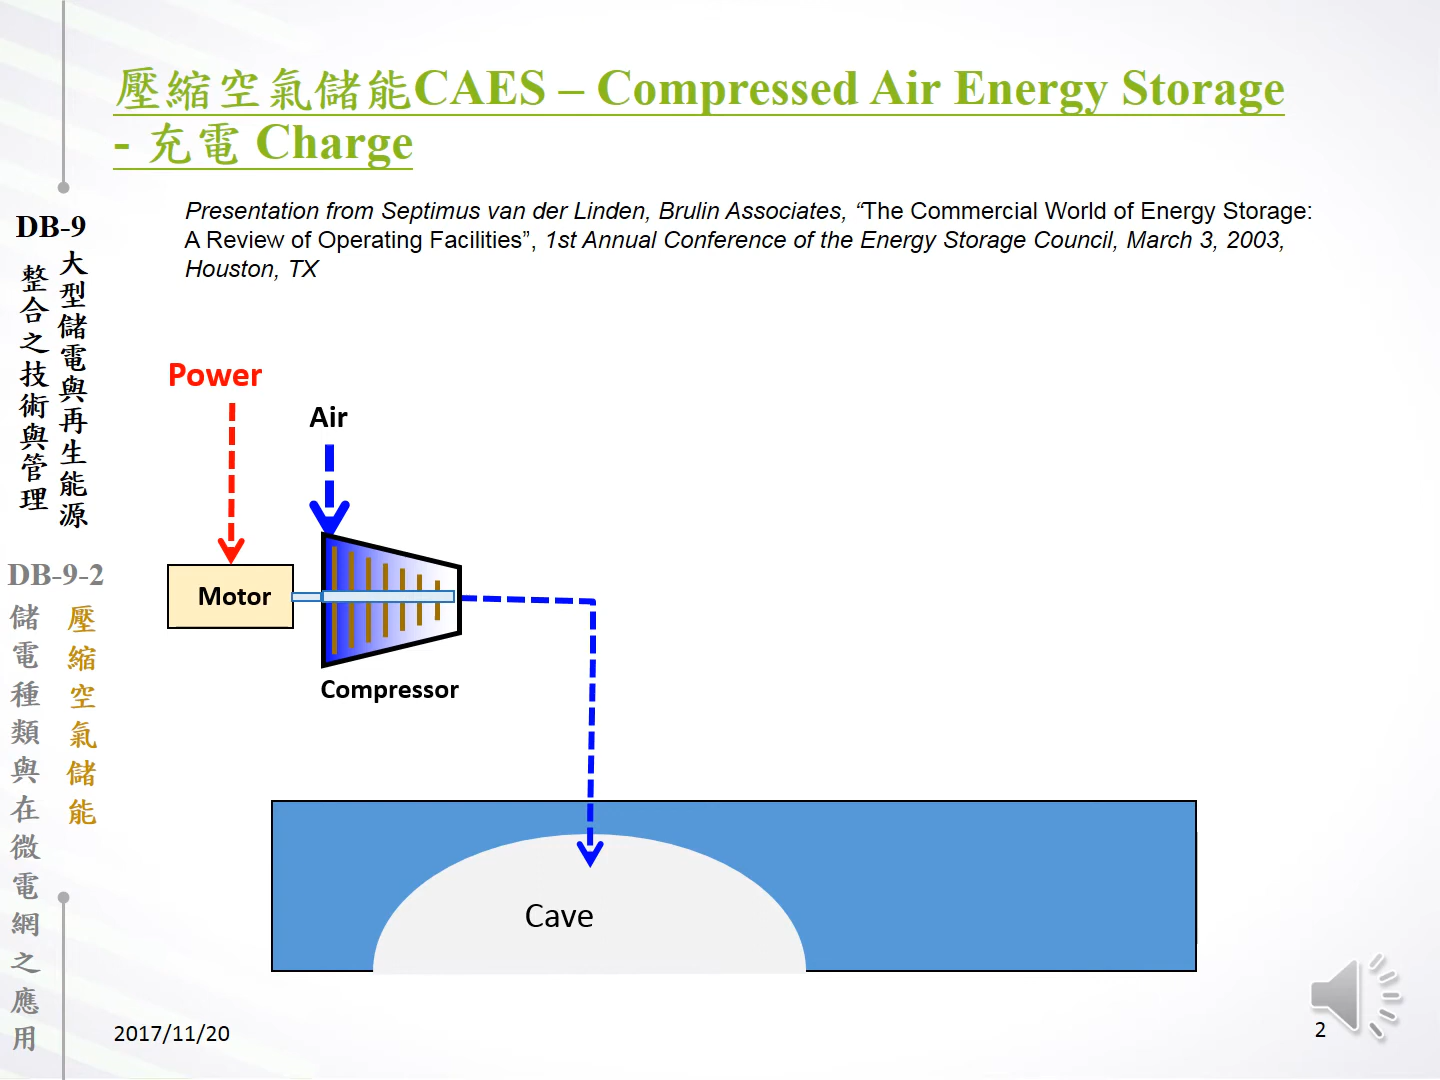 壓縮空氣儲能CAES – Compressed Air Energy Storage
- 充電 Charge
Presentation from Septimus van der Linden, Brulin Associates, “The Commercial World of Energy Storage:
A Review of Operating Facilities”, 1st Annual Conference of the Energy Storage Council, March 3, 2003,
Houston, TX
DB-9
大型儲電與再生能源
整合之技術與管理
DB-9-2
壓縮空氣儲能
儲電種類與在微電網之應用
Power
Air
Motor
Compressor
Cave
2017/11/20
2